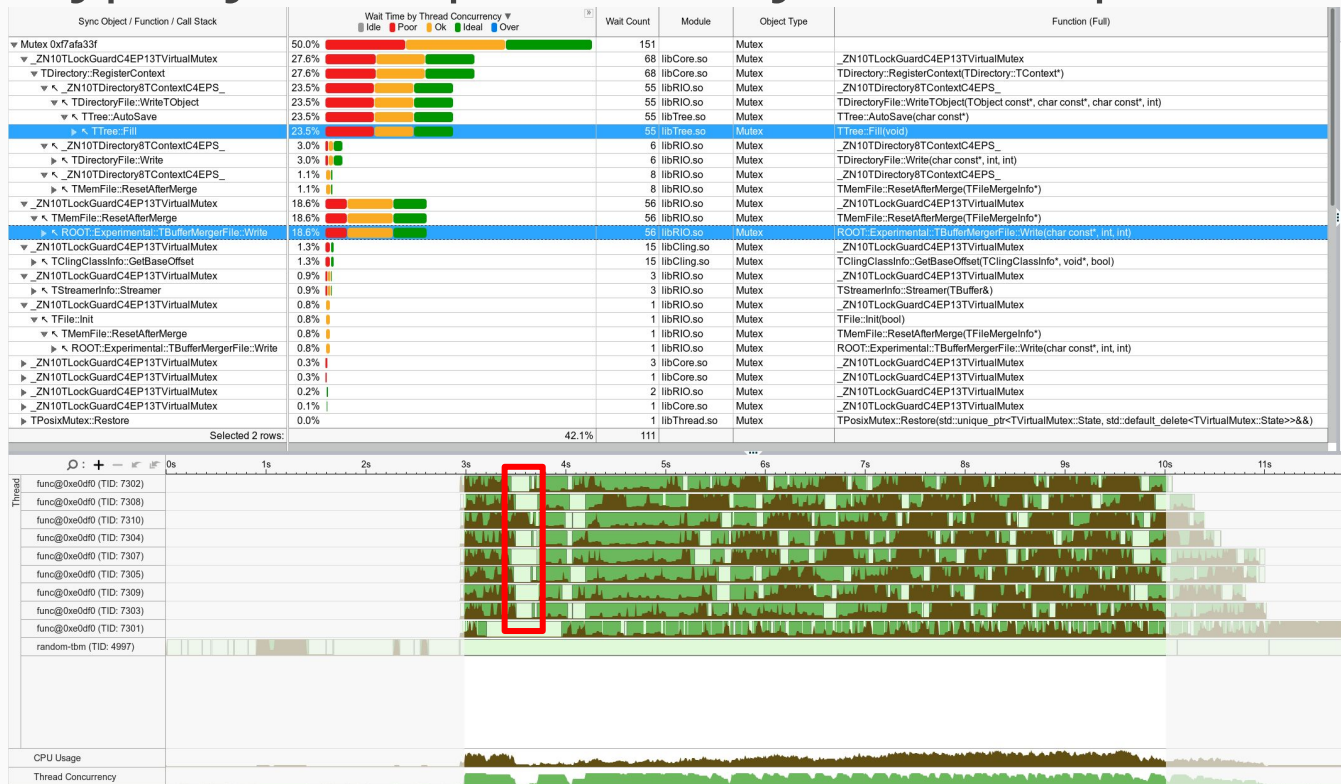 Sync Object / Function / Call Stack Wait Time by Thread Concurrency ▼ Wait Count Module Object Type Function (Full)
Idle Poor Ok Ideal Over
Mutex 0xf7afa33f 50.0% 151 Mutex
_ZN10TLockGuardC4EP13TVirtualMutex 27.6% 68 libCore.so Mutex _ZN10TLockGuardC4EP13TVirtualMutex
TDirectory::RegisterContext 27.6% 68 libCore.so Mutex TDirectory::RegisterContext(TDirectory::TContext*)
_ZN10TDirectory8TContextC4EPS_ 23.5% 55 libRIO.so Mutex _ZN10TDirectory8TContextC4EPS_
TDirectoryFile::WriteTObject 23.5% 55 libRIO.so Mutex TDirectoryFile::WriteTObject(TObject const*, char const*, char const*, int)
TTree::AutoSave 23.5% 55 libTree.so Mutex TTree::AutoSave(char const*)
TTree::Fill 23.5% 55 libTree.so Mutex TTree::Fill(void)
_ZN10TDirectory8TContextC4EPS_ 3.0% 6 libRIO.so Mutex _ZN10TDirectory8TContextC4EPS_
TDirectoryFile::Write 3.0% 6 libRIO.so Mutex TDirectoryFile::Write(char const*, int, int)
_ZN10TDirectory8TContextC4EPS_ 1.1% 8 libRIO.so Mutex _ZN10TDirectory8TContextC4EPS_
TMemFile::ResetAfterMerge 1.1% 8 libRIO.so Mutex TMemFile::ResetAfterMerge(TFileMergeInfo*)
_ZN10TLockGuardC4EP13TVirtualMutex 18.6% 56 libRIO.so Mutex _ZN10TLockGuardC4EP13TVirtualMutex
TMemFile::ResetAfterMerge 18.6% 56 libRIO.so Mutex TMemFile::ResetAfterMerge(TFileMergeInfo*)
ROOT::Experimental::TBufferMergerFile::Write 18.6% 56 libRIO.so Mutex ROOT::Experimental::TBufferMergerFile::Write(char const*, int, int)
_ZN10TLockGuardC4EP13TVirtualMutex 1.3% 15 libCling.so Mutex _ZN10TLockGuardC4EP13TVirtualMutex
TClingClassInfo::GetBaseOffset 1.3% 15 libCling.so Mutex TClingClassInfo::GetBaseOffset(TClingClassInfo*, void*, bool)
_ZN10TLockGuardC4EP13TVirtualMutex 0.9% 3 libRIO.so Mutex _ZN10TLockGuardC4EP13TVirtualMutex
TStreamerInfo::Streamer 0.9% 3 libRIO.so Mutex TStreamerInfo::Streamer(TBuffer&)
_ZN10TLockGuardC4EP13TVirtualMutex 0.8% 1 libRIO.so Mutex _ZN10TLockGuardC4EP13TVirtualMutex
TFile::Init 0.8% 1 libRIO.so Mutex TFile::Init(bool)
TMemFile::ResetAfterMerge 0.8% 1 libRIO.so Mutex TMemFile::ResetAfterMerge(TFileMergeInfo*)
ROOT::Experimental::TBufferMergerFile::Write 0.8% 1 libRIO.so Mutex ROOT::Experimental::TBufferMergerFile::Write(char const*, int, int)
_ZN10TLockGuardC4EP13TVirtualMutex 0.3% 3 libCore.so Mutex _ZN10TLockGuardC4EP13TVirtualMutex
_ZN10TLockGuardC4EP13TVirtualMutex 0.3% 1 libCore.so Mutex _ZN10TLockGuardC4EP13TVirtualMutex
_ZN10TLockGuardC4EP13TVirtualMutex 0.2% 2 libRIO.so Mutex _ZN10TLockGuardC4EP13TVirtualMutex
_ZN10TLockGuardC4EP13TVirtualMutex 0.1% 1 libCore.so Mutex _ZN10TLockGuardC4EP13TVirtualMutex
TPosixMutex::Restore 0.0% 1 libThread.so Mutex TPosixMutex::Restore(std::unique_ptr<TVirtualMutex::State, std::default_delete<TVirtualMutex::State>>&&)
Selected 2 rows: 42.1% 111
0s 1s 2s 3s 4s 5s 6s 7s 8s 9s 10s 11s
Thread
func@0xe0df0 (TID: 7302)
func@0xe0df0 (TID: 7308)
func@0xe0df0 (TID: 7310)
func@0xe0df0 (TID: 7304)
func@0xe0df0 (TID: 7307)
func@0xe0df0 (TID: 7305)
func@0xe0df0 (TID: 7309)
func@0xe0df0 (TID: 7303)
func@0xe0df0 (TID: 7301)
random-tbm (TID: 4997)
CPU Usage
Thread Concurrency